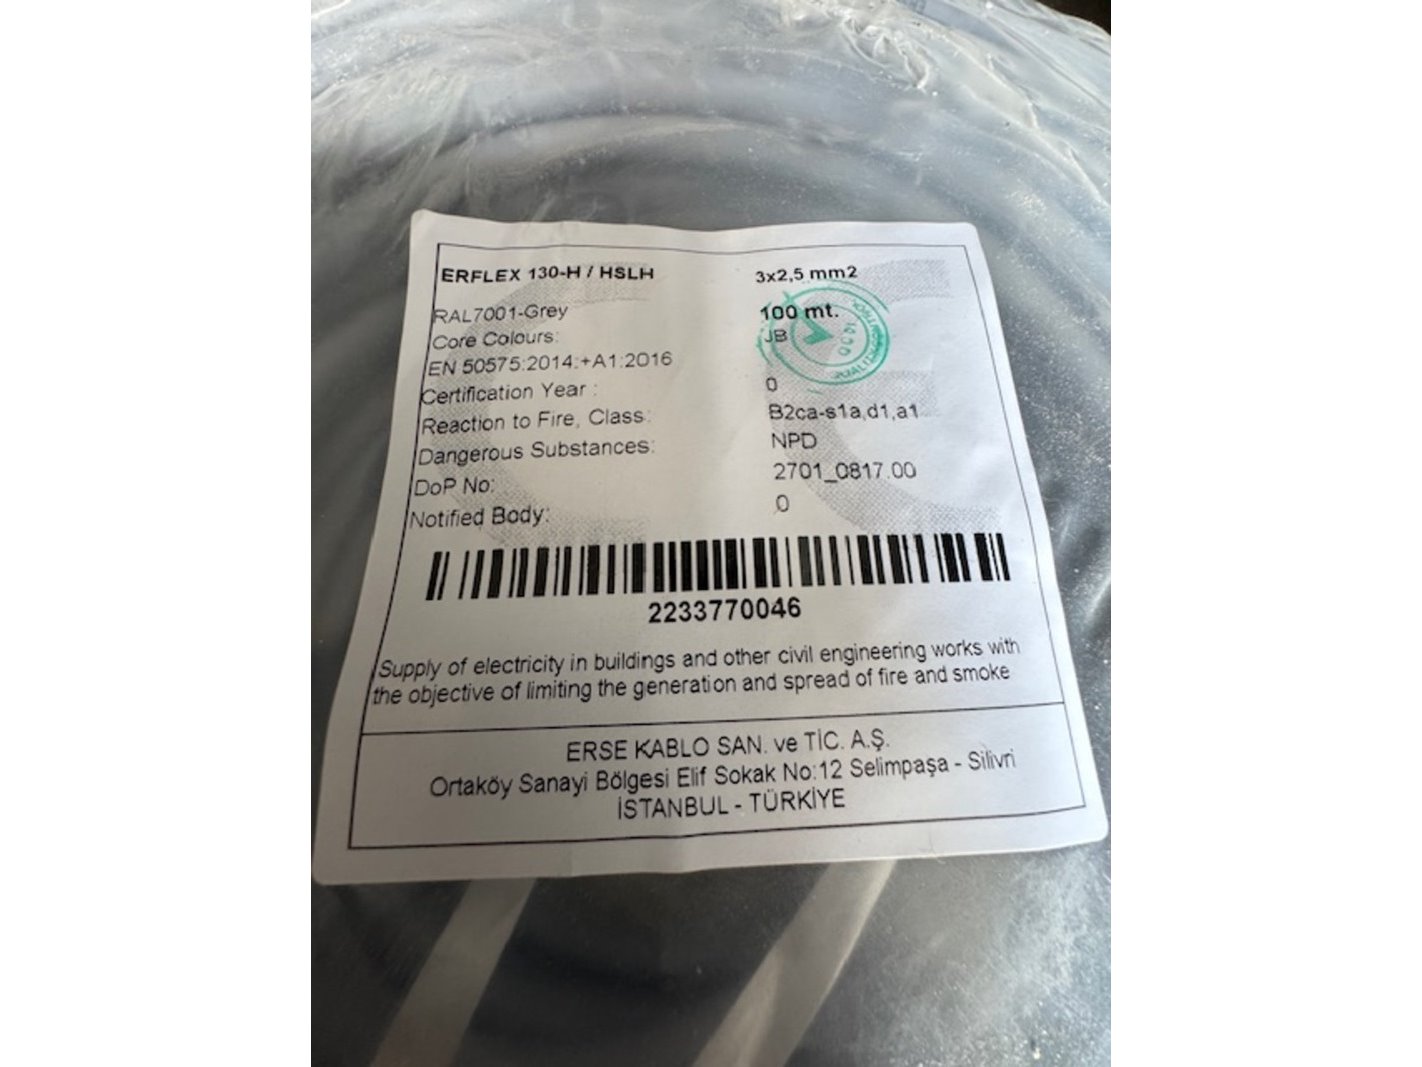 ERFLEX 130-H / HSLH 3x2,5 mm2
RAL7001-Grey 100 mt.
Core Colours: JB
EN 50575:2014:+A1:2016
Certification Year : 0
Reaction to Fire, Class: B2ca-s1a,d1,a1
Dangerous Substances: NPD
DoP No: 2701_0817.00
Notified Body: 0
2233770046
Supply of electricity in buildings and other civil engineering works with
the objective of limiting the generation and spread of fire and smoke
ERSE KABLO SAN. ve TİC. A.Ş.
Ortaköy Sanayi Bölgesi Elif Sokak No:12 Selimpaşa - Silivri
İSTANBUL - TÜRKİYE